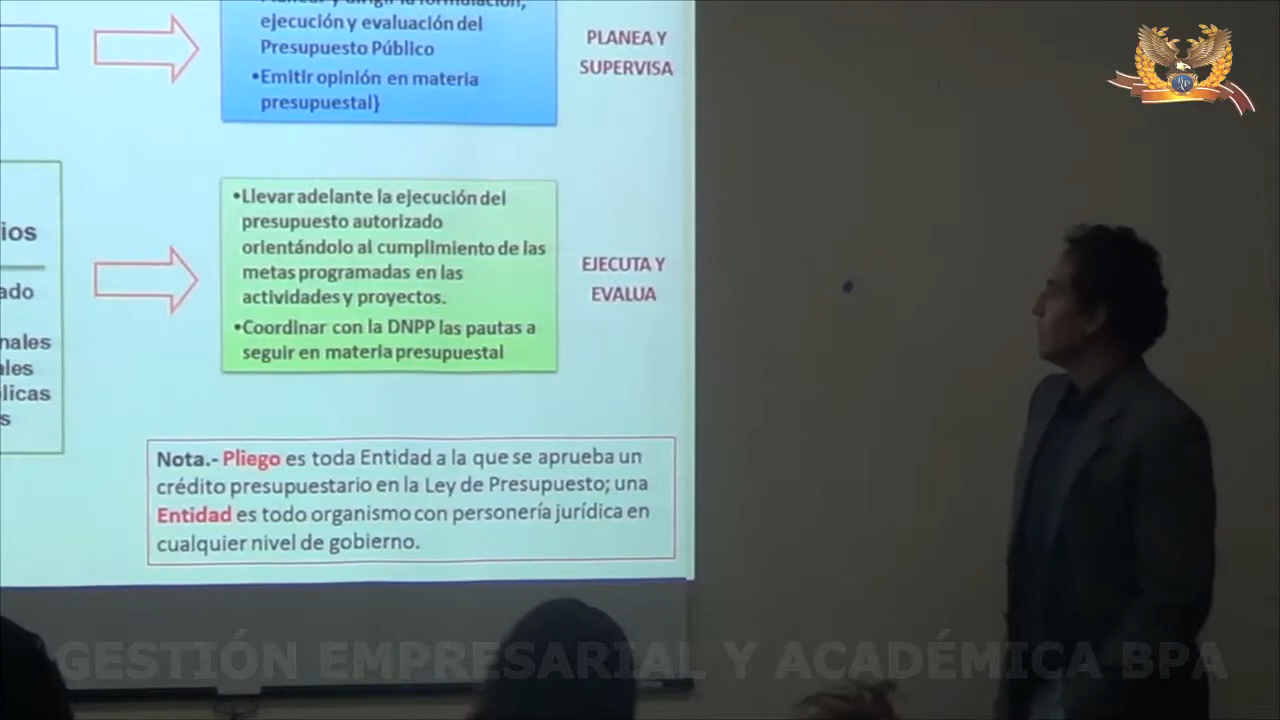 ejecución y evaluación del
Presupuesto Público
•Emitir opinión en materia
presupuestal}
PLANEA Y
SUPERVISA
ios
ado
nales
ales
licas
s
•Llevar adelante la ejecución del
presupuesto autorizado
orientándolo al cumplimiento de las
metas programadas en las
actividades y proyectos.
•Coordinar con la DNPP las pautas a
seguir en materia presupuestal
EJECUTA Y
EVALUA
Nota.- Pliego es toda Entidad a la que se aprueba un
crédito presupuestario en la Ley de Presupuesto; una
Entidad es todo organismo con personería jurídica en
cualquier nivel de gobierno.
GESTIÓN EMPRESARIAL Y ACADÉMICA BPA